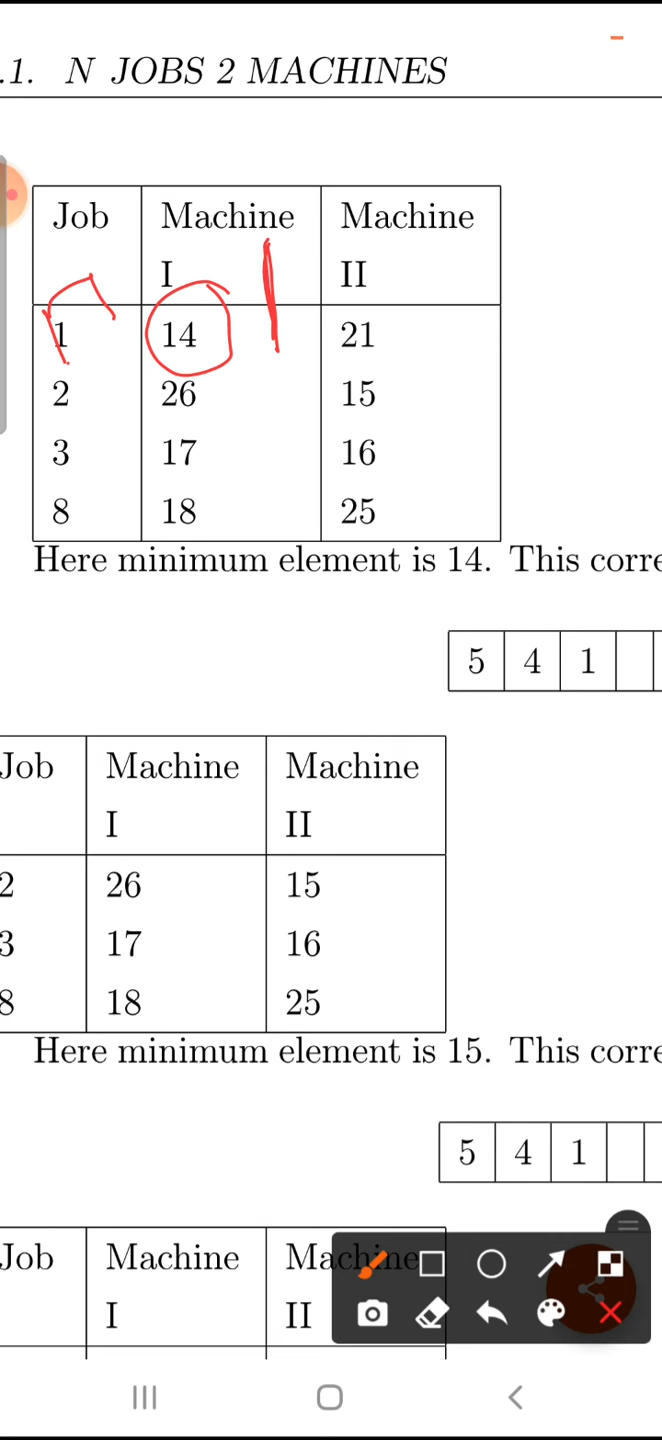 .1. N JOBS 2 MACHINES
Job Machine I Machine II
1 14 21
2 26 15
3 17 16
8 18 25
Here minimum element is 14. This corre
5 4 1
Job Machine I Machine II
2 26 15
3 17 16
8 18 25
Here minimum element is 15. This corre
5 4 1
Job Machine I Machine II